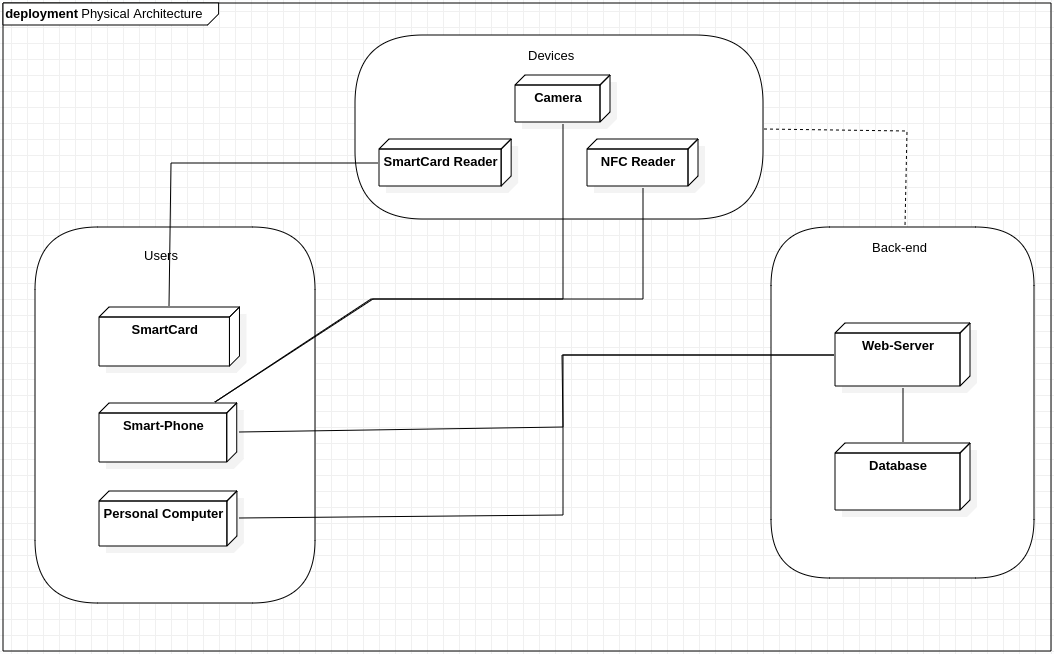 deployment Physical Architecture
Devices
Camera
SmartCard Reader
NFC Reader
Users
SmartCard
Smart-Phone
Personal Computer
Back-end
Web-Server
Database